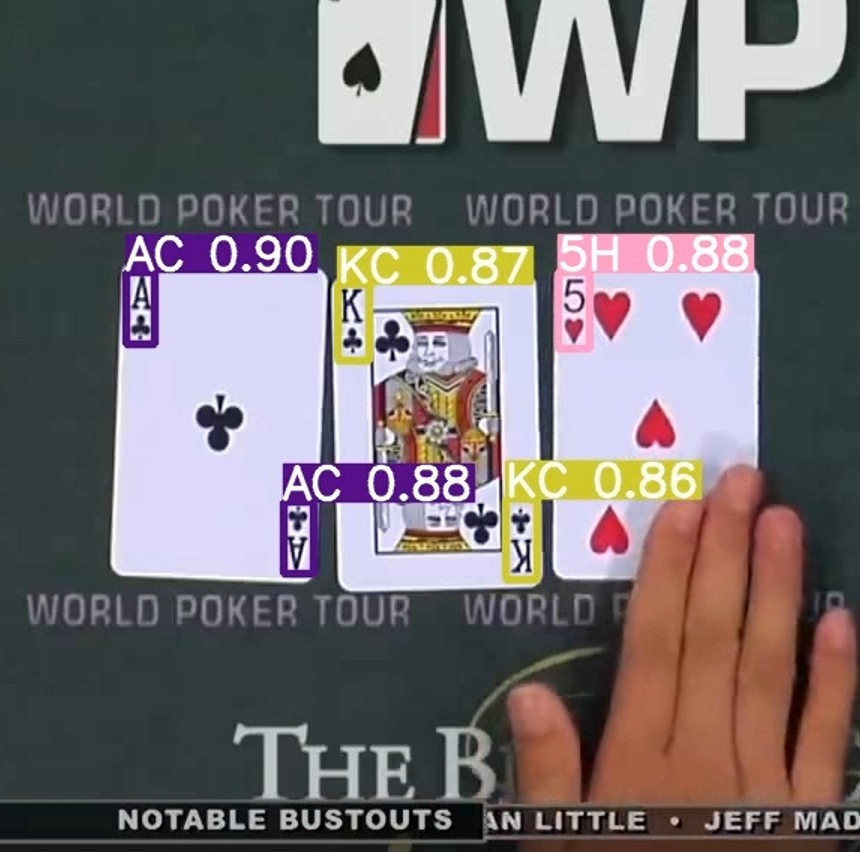 WP
WORLD POKER TOUR WORLD POKER TOUR
AC 0.90 KC 0.87 5H 0.88
A K 5
AC 0.88 KC 0.86
A K
WORLD POKER TOUR WORLD
THE
NOTABLE BUSTOUTS AN LITTLE • JEFF MAD